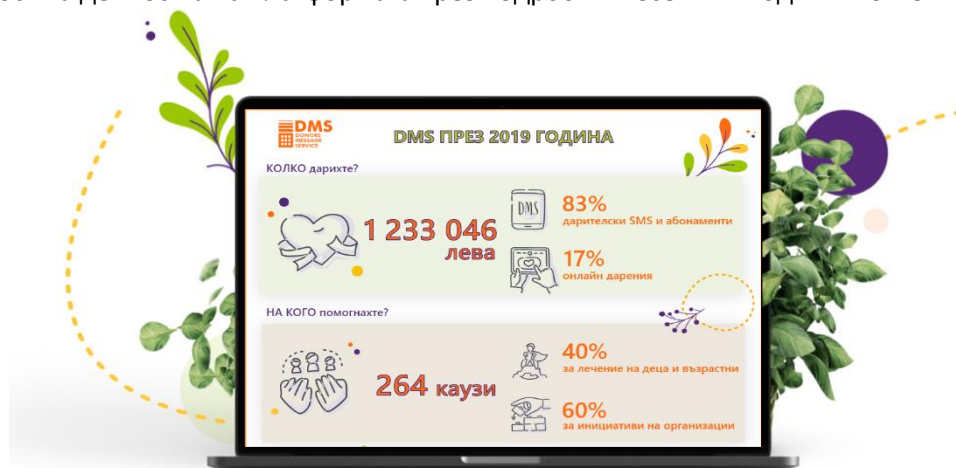 DMS
DONORS
MESSAGE
SERVICE
DMS ПРЕЗ 2019 ГОДИНА
КОЛКО дарихте?
1 233 046
лева
DMS
83%
дарителски SMS и абонаменти
17%
онлайн дарения
НА КОГО помогнахте?
264 каузи
40%
за лечение на деца и възрастни
60%
за инициативи на организации